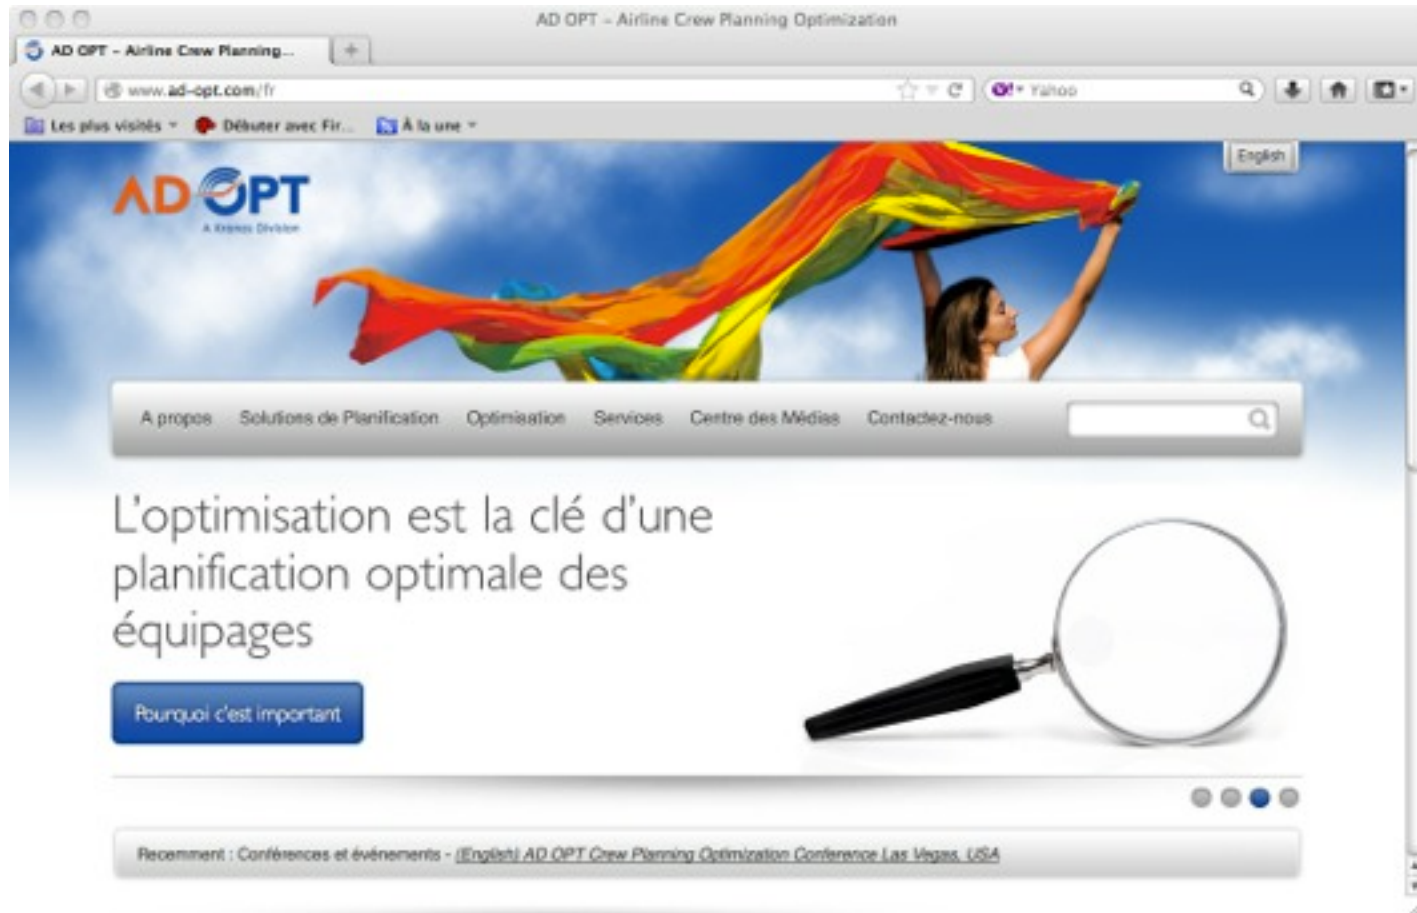 AD OPT – Airline Crew Planning Optimization
AD OPT – Airline Crew Planning...
www.ad-opt.com/fr
Yahoo
Les plus visités
Débuter avec Fir...
À la une
English
AD OPT
A Kronos Division
A propos Solutions de Planification Optimisation Services Centre des Médias Contactez-nous
L'optimisation est la clé d'une
planification optimale des
équipages
Pourquoi c'est important
Recemment : Conférences et événements - (English) AD OPT Crew Planning Optimization Conference Las Vegas, USA